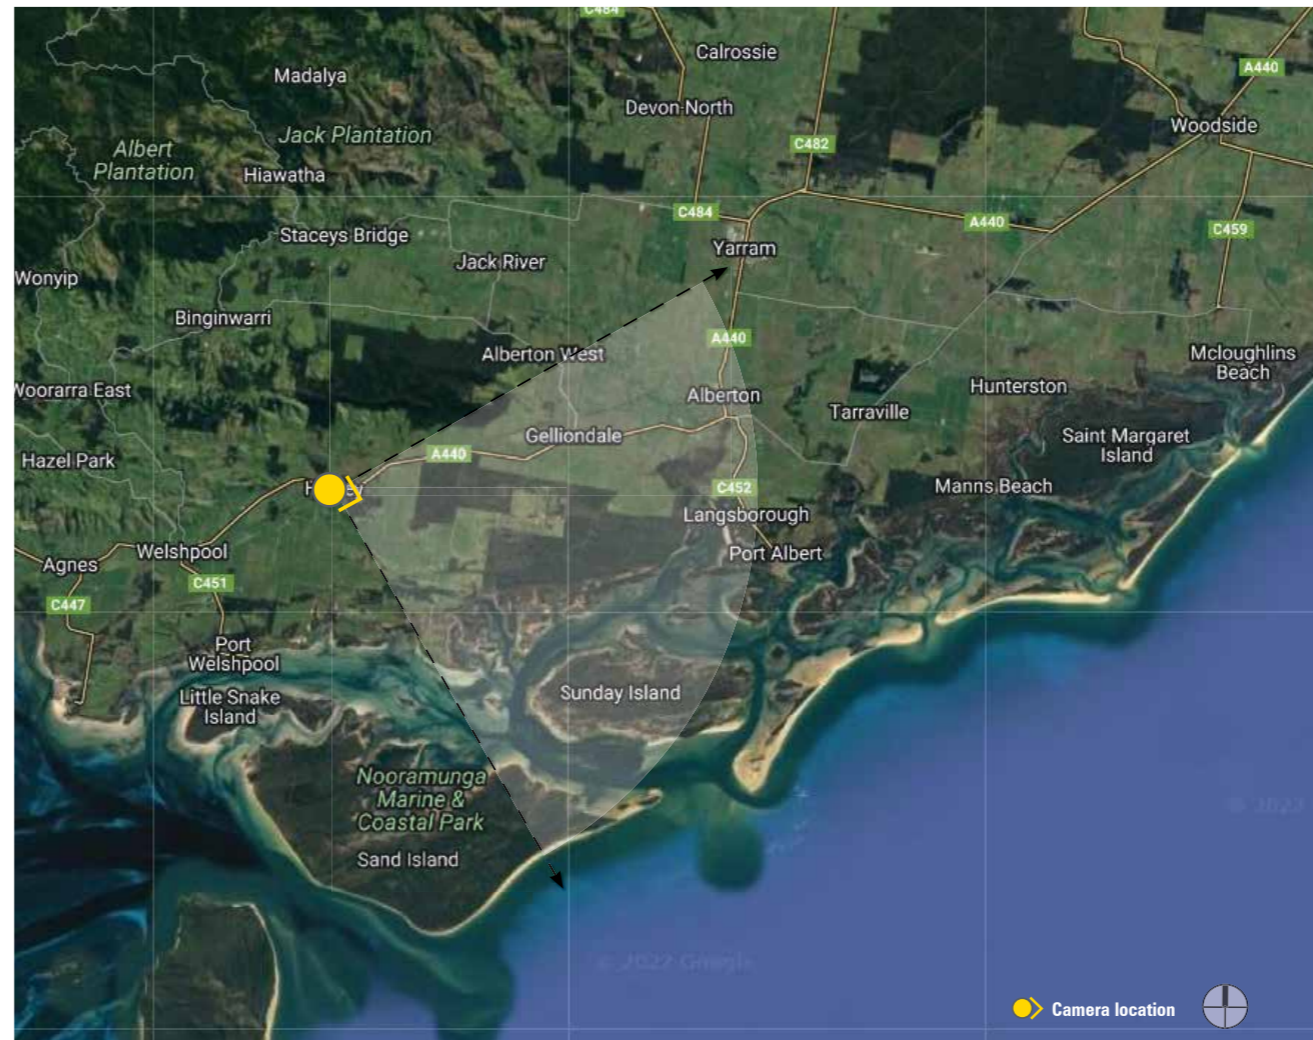 C484
Calrossie
A440
Madalya
Devon North
Woodside
Jack Plantation
C482
Albert
Plantation
Hiawatha
C484
A440
C459
Staceys Bridge
Yarram
Jack River
Wonyip
Binginwarri
A440
Alberton West
Mcloughlins
Beach
Woorarra East
Hunterston
Alberton
Tarraville
Gelliondale
Saint Margaret
Island
A440
Hazel Park
Manns Beach
C452
Langsborough
Welshpool
Port Albert
Agnes
C451
C447
Port
Welshpool
Sunday Island
Little Snake
Island
Nooramunga
Marine &
Coastal Park
© 2022
Sand Island
© 2022 Google
Camera location